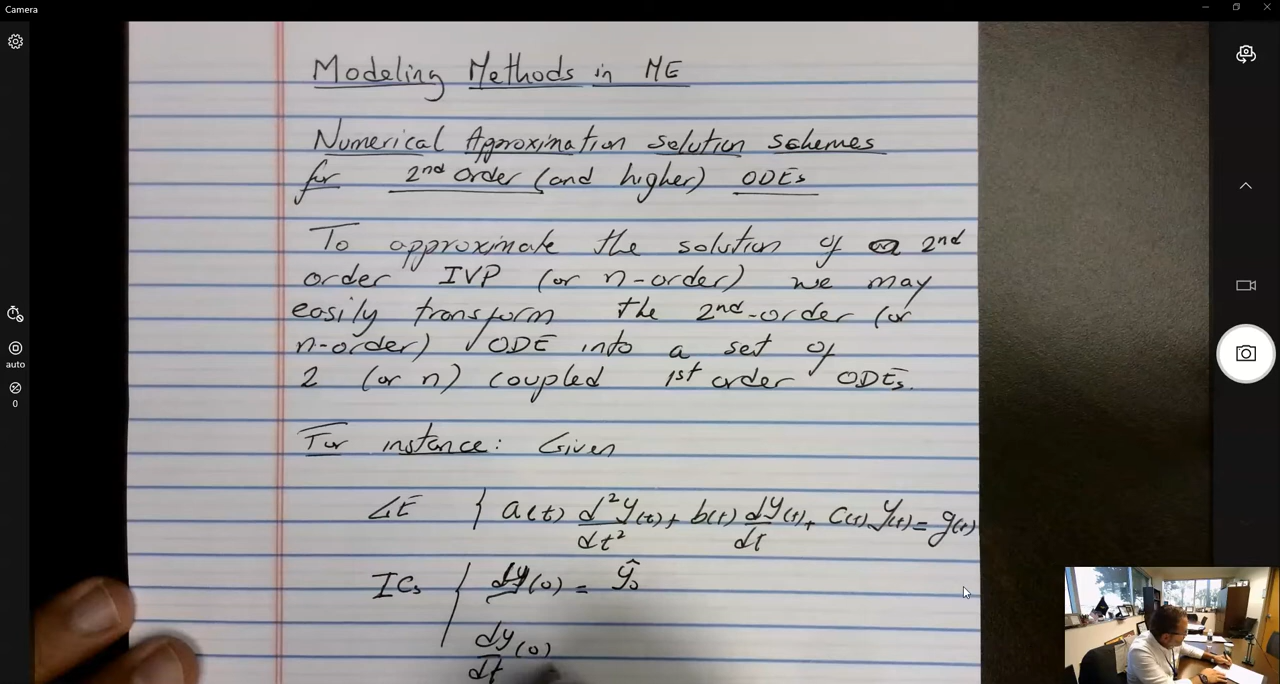 Camera
Modeling Methods in ME
Numerical Approximation solution schemes
for 2nd order (and higher) ODEs
To approximate the solution of a 2nd
order IVP (or n-order) we may
easily transform the 2nd-order (or
n-order) ODE into a set of
2 (or n) coupled 1st order ODEs.
For instance: Given
GE { a(t) d²y(t)/dt² + b(t) dy(t)/dt + c(t) y(t) = g(t)
ICs { y(0) = ŷ₀
dy/dt (0)
auto
0